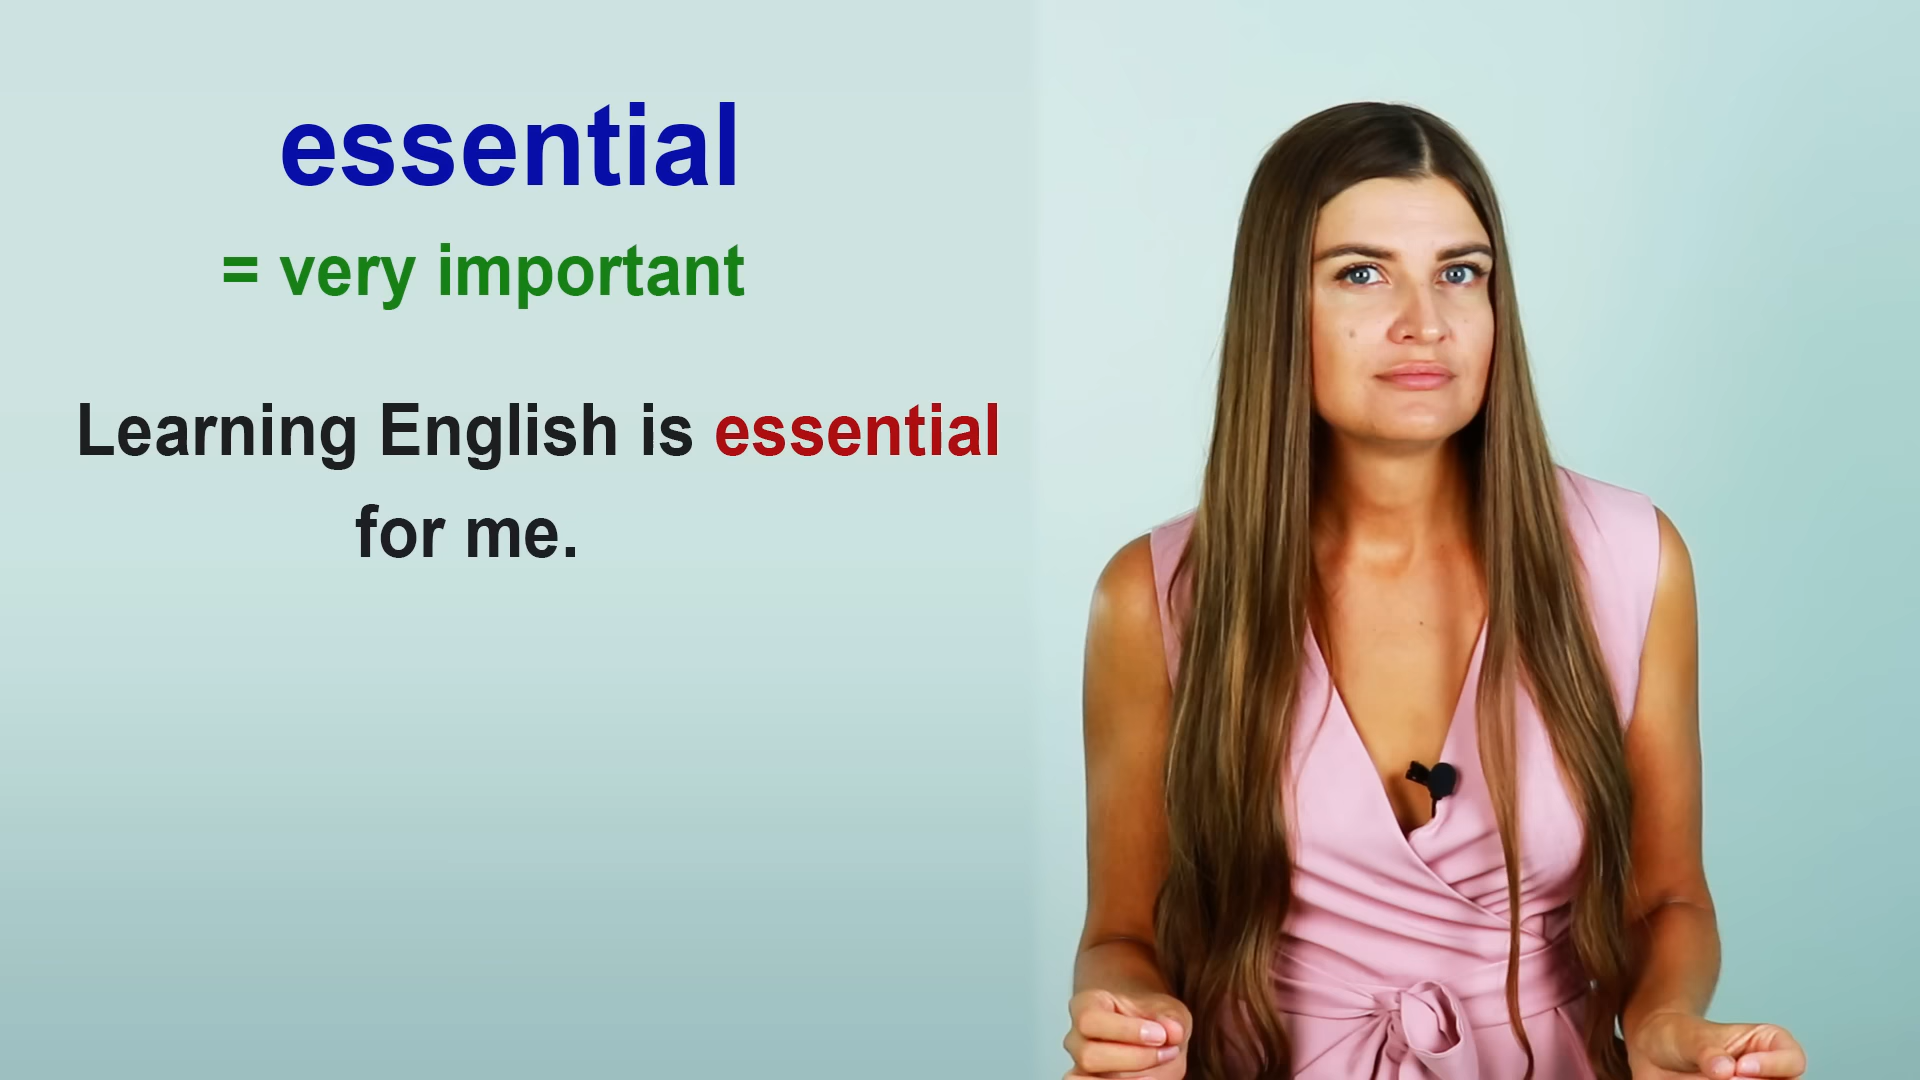 essential
= very important
Learning English is essential
for me.